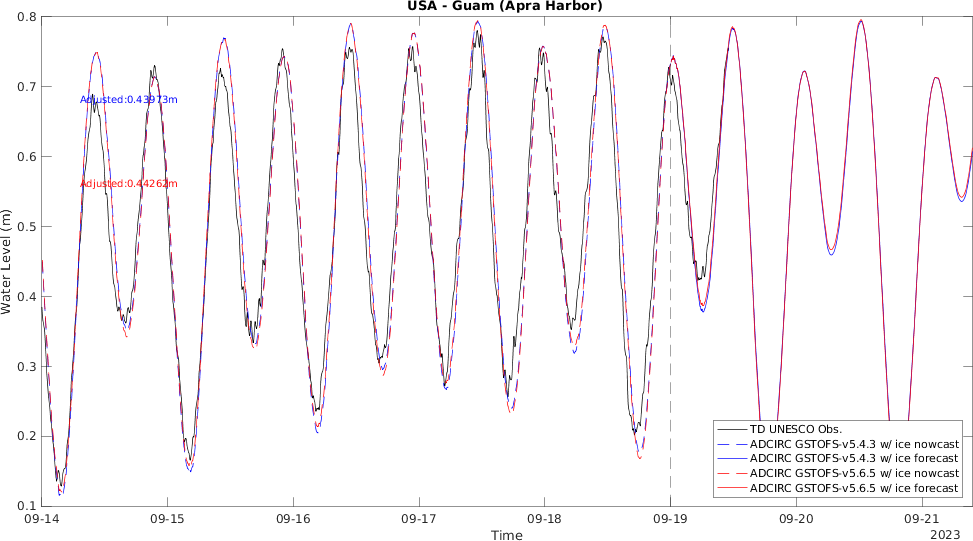 USA - Guam (Apra Harbor)
0.8
0.7
0.6
0.5
0.4
0.3
0.2
0.1
Water Level (m)
Adjusted:0.43973m
Adjusted:0.44262m
TD UNESCO Obs.
ADCIRC GSTOFS-v5.4.3 w/ ice nowcast
ADCIRC GSTOFS-v5.4.3 w/ ice forecast
ADCIRC GSTOFS-v5.6.5 w/ ice nowcast
ADCIRC GSTOFS-v5.6.5 w/ ice forecast
09-14 09-15 09-16 09-17 09-18 09-19 09-20 09-21
Time
2023